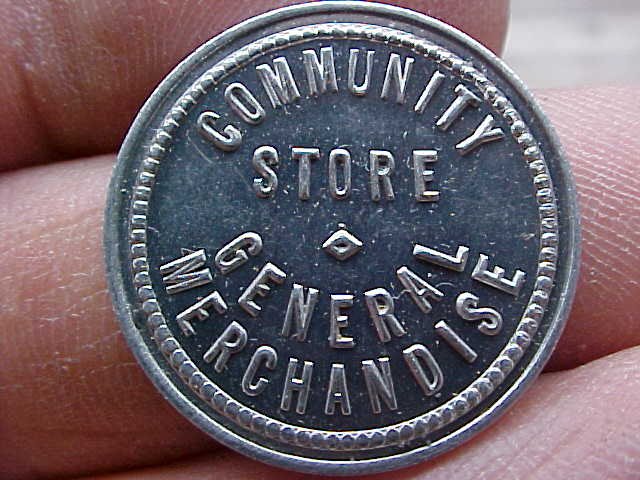 COMMUNITY
STORE
GENERAL
MERCHANDISE